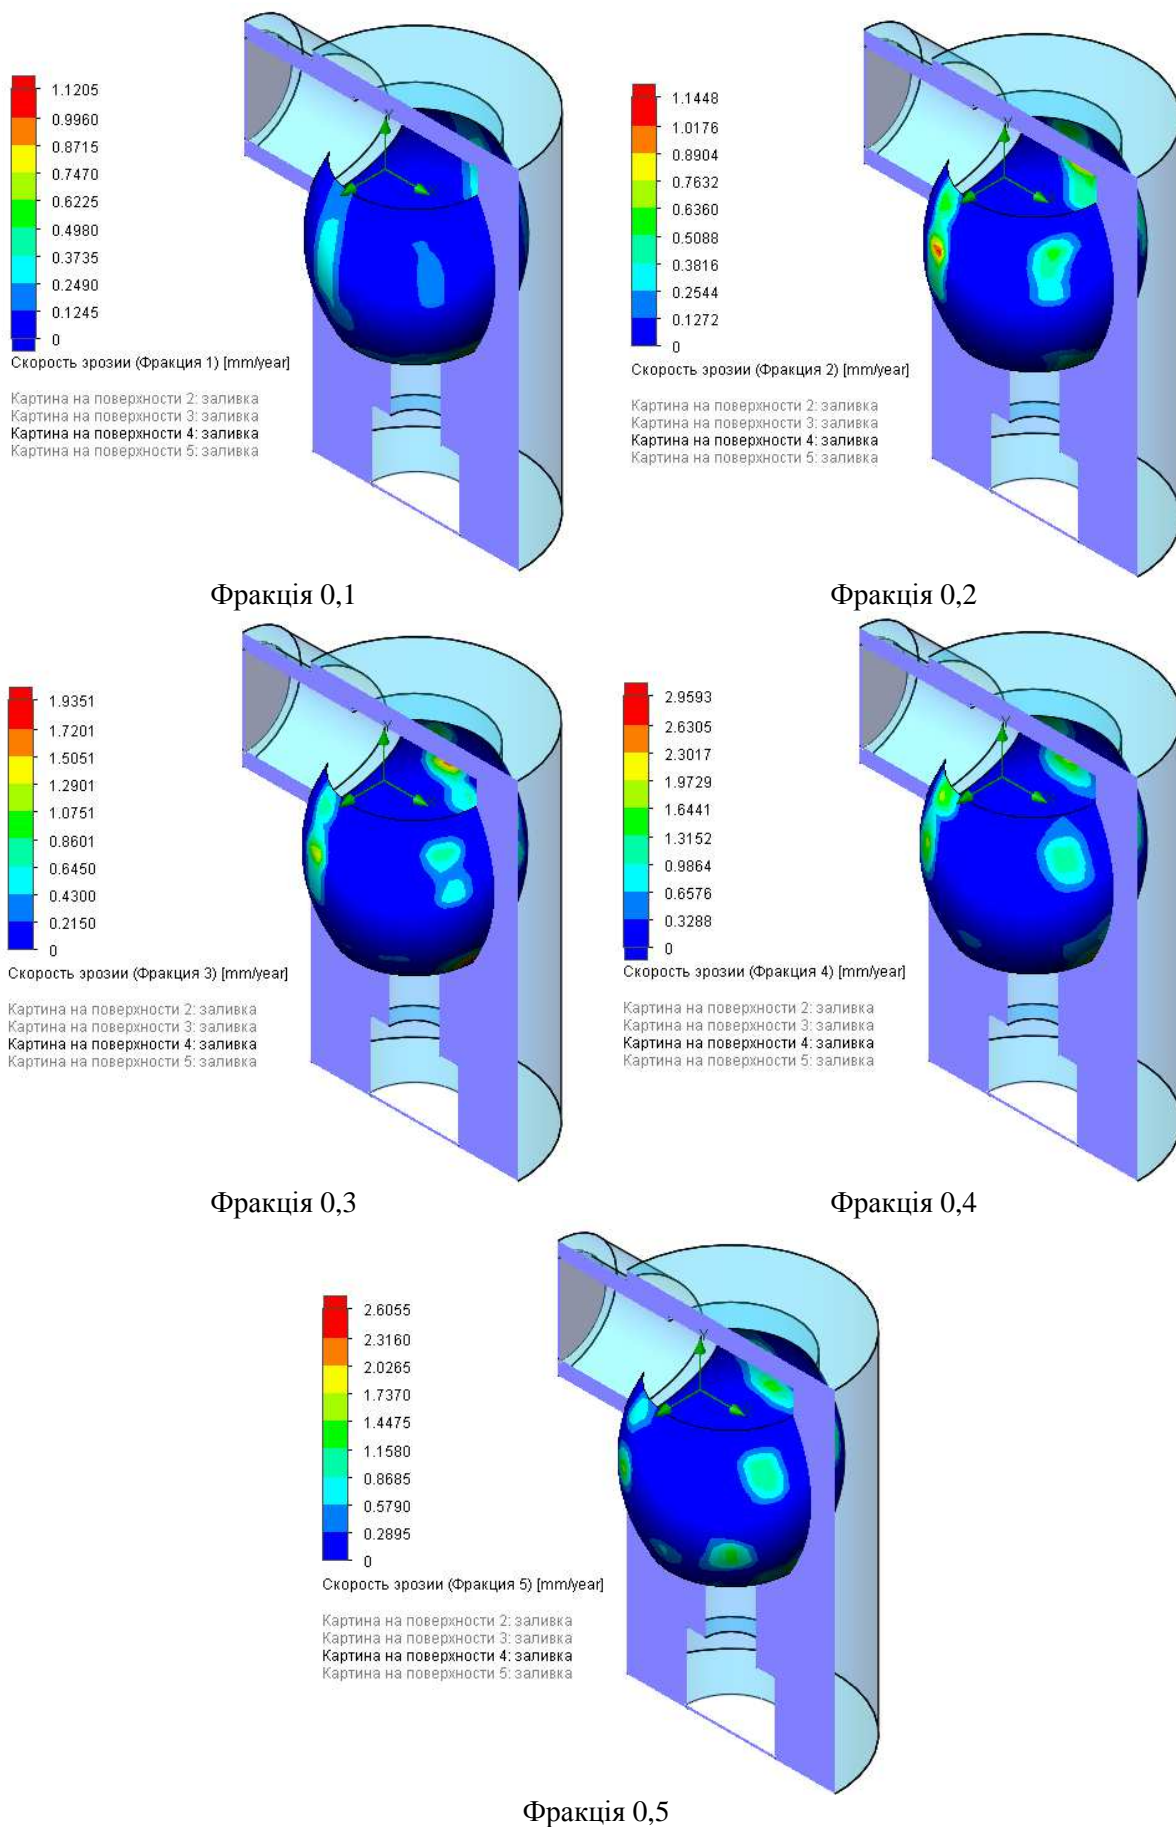 1.1205
0.9960
0.8715
0.7470
0.6225
0.4980
0.3735
0.2490
0.1245
0
Скорость эрозии (Фракция 1) [mm/year]
Картина на поверхности 2: заливка
Картина на поверхности 3: заливка
Картина на поверхности 4: заливка
Картина на поверхности 5: заливка
Y
Фракція 0,1
1.1448
1.0176
0.8904
0.7632
0.6360
0.5088
0.3816
0.2544
0.1272
0
Скорость эрозии (Фракция 2) [mm/year]
Картина на поверхности 2: заливка
Картина на поверхности 3: заливка
Картина на поверхности 4: заливка
Картина на поверхности 5: заливка
Y
Фракція 0,2
1.9351
1.7201
1.5051
1.2901
1.0751
0.8601
0.6450
0.4300
0.2150
0
Скорость эрозии (Фракция 3) [mm/year]
Картина на поверхности 2: заливка
Картина на поверхности 3: заливка
Картина на поверхности 4: заливка
Картина на поверхности 5: заливка
Y
Фракція 0,3
2.9593
2.6305
2.3017
1.9729
1.6441
1.3152
0.9864
0.6576
0.3288
0
Скорость эрозии (Фракция 4) [mm/year]
Картина на поверхности 2: заливка
Картина на поверхности 3: заливка
Картина на поверхности 4: заливка
Картина на поверхности 5: заливка
Y
Фракція 0,4
2.6055
2.3160
2.0265
1.7370
1.4475
1.1580
0.8685
0.5790
0.2895
0
Скорость эрозии (Фракция 5) [mm/year]
Картина на поверхности 2: заливка
Картина на поверхности 3: заливка
Картина на поверхности 4: заливка
Картина на поверхности 5: заливка
Y
Фракція 0,5